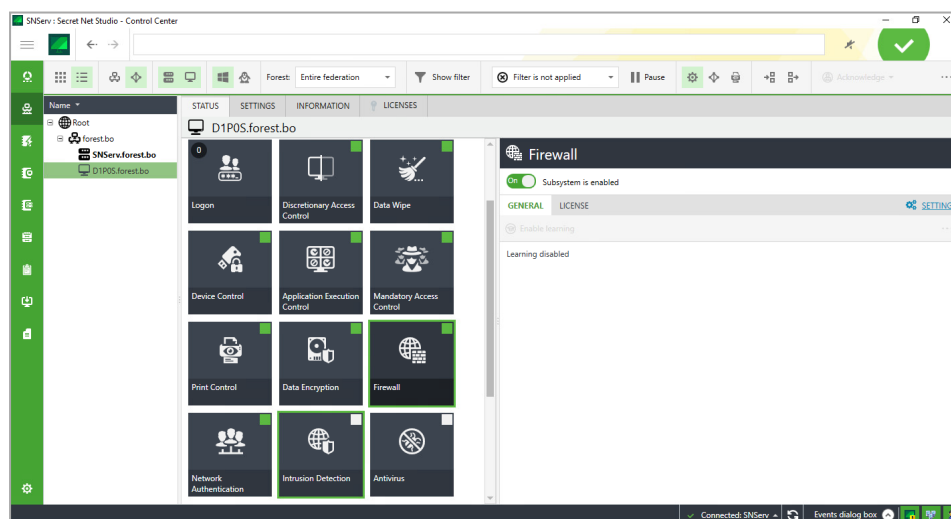 SNServ : Secret Net Studio - Control Center
Forest: Entire federation
Show filter
Filter is not applied
Pause
Acknowledge
Name
STATUS
SETTINGS
INFORMATION
LICENSES
Root
forest.bo
SNServ.forest.bo
D1P0S.forest.bo
D1P0S.forest.bo
0
Logon
Discretionary Access
Control
Data Wipe
Device Control
Application Execution
Control
Mandatory Access
Control
Print Control
Data Encryption
Firewall
Network
Authentication
Intrusion Detection
Antivirus
Firewall
On Subsystem is enabled
GENERAL
LICENSE
SETTING
Enable learning
Learning disabled
Connected: SNServ
Events dialog box